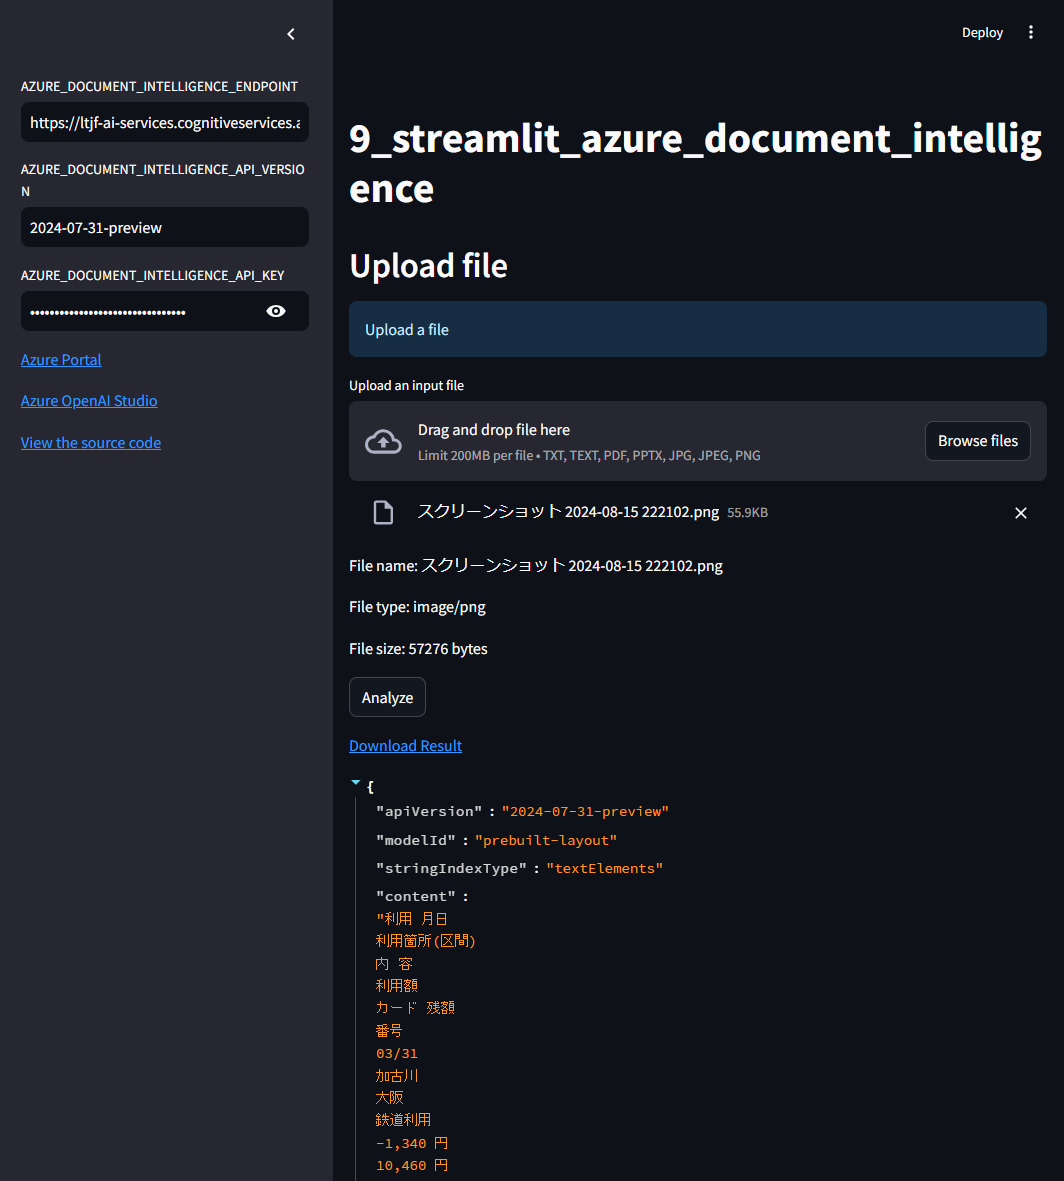 Deploy
AZURE_DOCUMENT_INTELLIGENCE_ENDPOINT
https://ltjf-ai-services.cognitiveservices.a
AZURE_DOCUMENT_INTELLIGENCE_API_VERSIO
N
2024-07-31-preview
AZURE_DOCUMENT_INTELLIGENCE_API_KEY
Azure Portal
Azure OpenAI Studio
View the source code
9_streamlit_azure_document_intellig
ence
Upload file
Upload a file
Upload an input file
Drag and drop file here
Limit 200MB per file • TXT, TEXT, PDF, PPTX, JPG, JPEG, PNG
Browse files
スクリーンショット 2024-08-15 222102.png 55.9KB
File name: スクリーンショット 2024-08-15 222102.png
File type: image/png
File size: 57276 bytes
Analyze
Download Result
{
"apiVersion" : "2024-07-31-preview"
"modelId" : "prebuilt-layout"
"stringIndexType" : "textElements"
"content" :
"利用 月日
利用箇所(区間)
内 容
利用額
カード 残額
番号
03/31
加古川
大阪
鉄道利用
-1,340 円
10,460 円